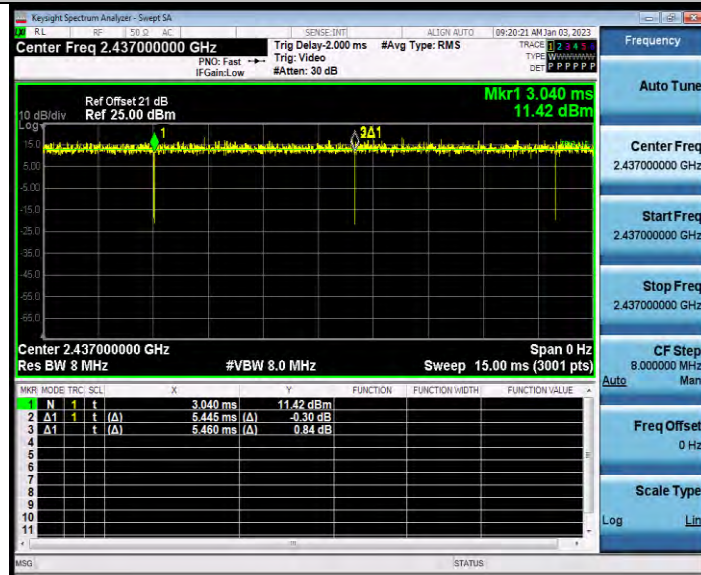 Keysight Spectrum Analyzer - Swept SA
LXI RL RF 50 Ω AC SENSE:INT ALIGN AUTO 09:20:21 AM Jan 03, 2023
Center Freq 2.437000000 GHz Trig Delay-2.000 ms #Avg Type: RMS TRACE 1 2 3 4 5 6
PNO: Fast Trig: Video TYPE WWWWWW
IFGain:Low #Atten: 30 dB DET P P P P P P
Mkr1 3.040 ms
Ref Offset 21 dB
10 dB/div Ref 25.00 dBm 11.42 dBm
Log
1 3Δ1
15.0
5.00
-5.00
-15.0
-25.0
-35.0
-45.0
-55.0
-65.0
Center 2.437000000 GHz Span 0 Hz
Res BW 8 MHz #VBW 8.0 MHz Sweep 15.00 ms (3001 pts)
MKR MODE TRC SCL X Y FUNCTION FUNCTION WIDTH FUNCTION VALUE
1 N 1 t 3.040 ms 11.42 dBm
2 Δ1 1 t (Δ) 5.445 ms (Δ) -0.30 dB
3 Δ1 t (Δ) 5.460 ms (Δ) 0.84 dB
4
5
6
7
8
9
10
11
MSG STATUS
Frequency
Auto Tune
Center Freq
2.437000000 GHz
Start Freq
2.437000000 GHz
Stop Freq
2.437000000 GHz
CF Step
8.000000 MHz
Auto Man
Freq Offset
0 Hz
Scale Type
Log Lin